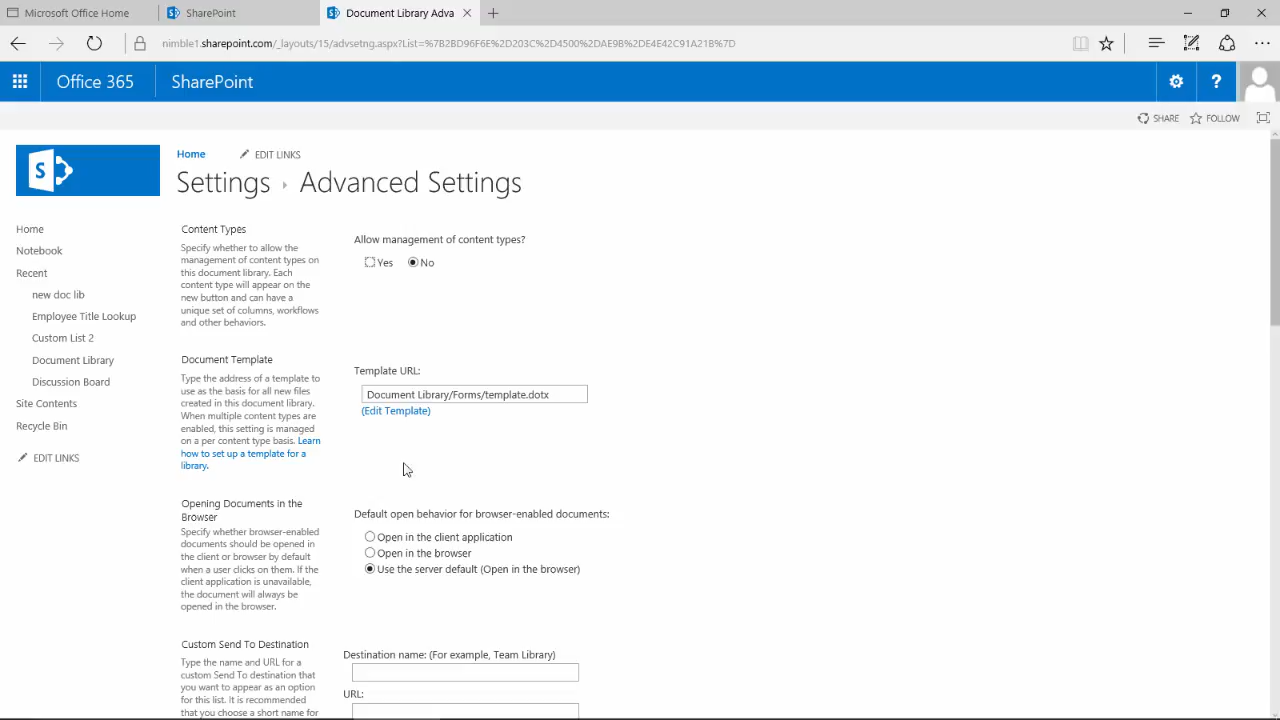 Microsoft Office Home
SharePoint
Document Library Adva
nimble1.sharepoint.com/_layouts/15/advsetng.aspx?List=%7B2BD96F6E%2D203C%2D4500%2DAE9B%2DE4E42C91A21B%7D
Office 365
SharePoint
?
SHARE
FOLLOW
S
Home
EDIT LINKS
Settings › Advanced Settings
Home
Notebook
Recent
new doc lib
Employee Title Lookup
Custom List 2
Document Library
Discussion Board
Site Contents
Recycle Bin
EDIT LINKS
Content Types
Specify whether to allow the
management of content types on
this document library. Each
content type will appear on the
new button and can have a
unique set of columns, workflows
and other behaviors.
Allow management of content types?
Yes
No
Document Template
Type the address of a template to
use as the basis for all new files
created in this document library.
When multiple content types are
enabled, this setting is managed
on a per content type basis. Learn
how to set up a template for a
library.
Template URL:
Document Library/Forms/template.dotx
(Edit Template)
Opening Documents in the
Browser
Specify whether browser-enabled
documents should be opened in
the client or browser by default
when a user clicks on them. If the
client application is unavailable,
the document will always be
opened in the browser.
Default open behavior for browser-enabled documents:
Open in the client application
Open in the browser
Use the server default (Open in the browser)
Custom Send To Destination
Type the name and URL for a
custom Send To destination that
you want to appear as an option
for this list. It is recommended
that you choose a short name for
Destination name: (For example, Team Library)
URL: